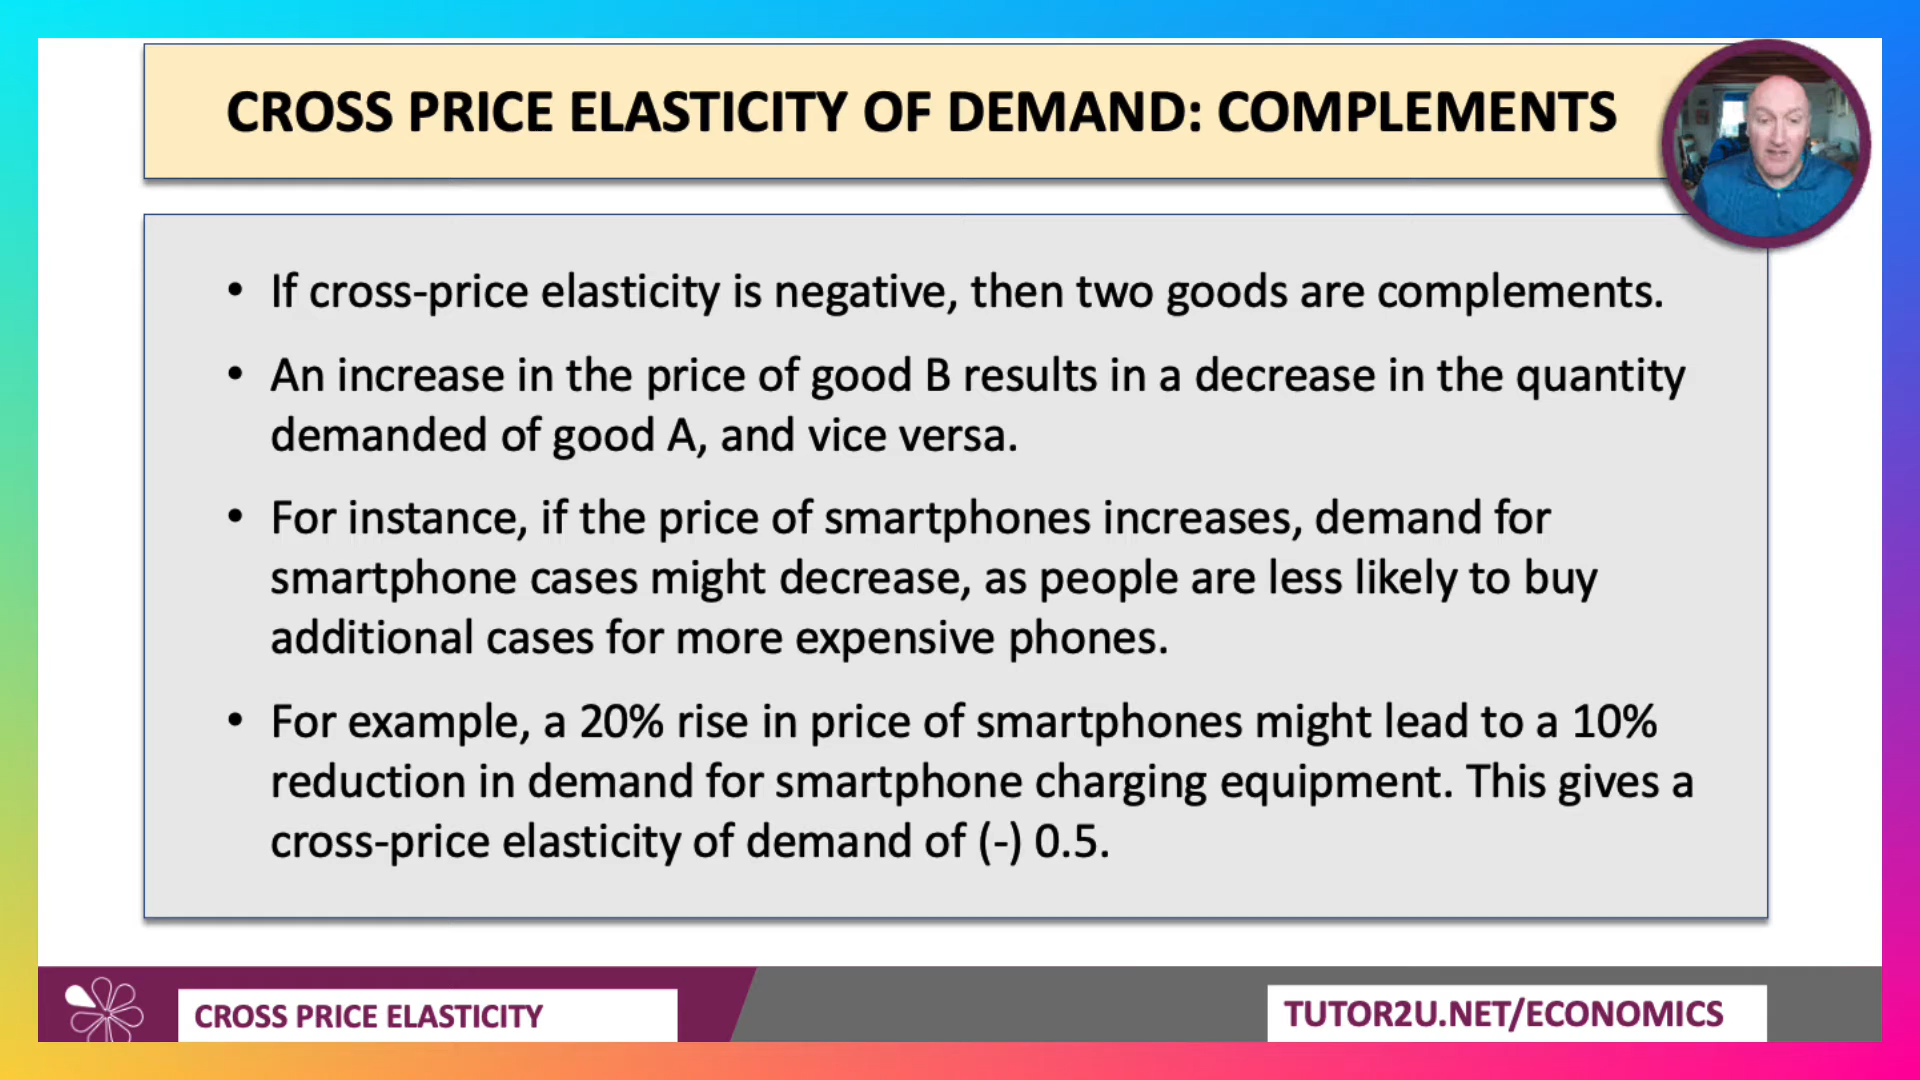 CROSS PRICE ELASTICITY OF DEMAND: COMPLEMENTS
• If cross-price elasticity is negative, then two goods are complements.
• An increase in the price of good B results in a decrease in the quantity
demanded of good A, and vice versa.
• For instance, if the price of smartphones increases, demand for
smartphone cases might decrease, as people are less likely to buy
additional cases for more expensive phones.
• For example, a 20% rise in price of smartphones might lead to a 10%
reduction in demand for smartphone charging equipment. This gives a
cross-price elasticity of demand of (-) 0.5.
CROSS PRICE ELASTICITY
TUTOR2U.NET/ECONOMICS